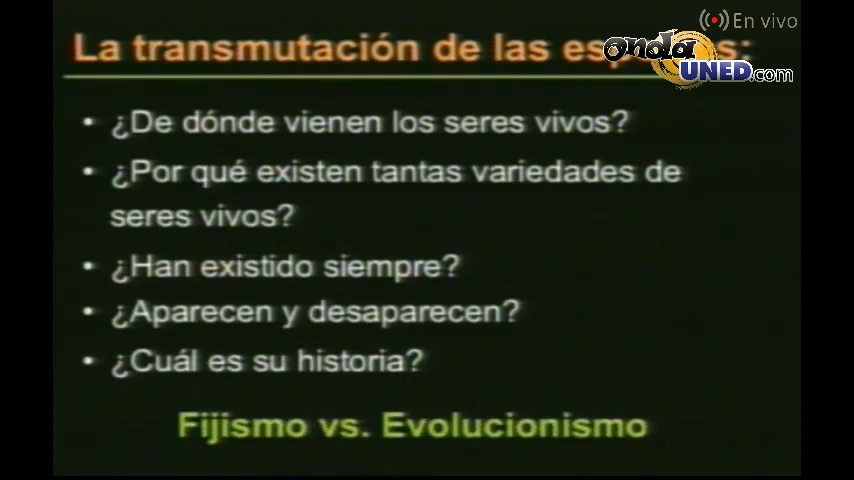 En vivo
La transmutación de las
onda
UNED.com
• ¿De dónde vienen los seres vivos?
• ¿Por qué existen tantas variedades de
seres vivos?
• ¿Han existido siempre?
• ¿Aparecen y desaparecen?
• ¿Cuál es su historia?
Fijismo vs. Evolucionismo